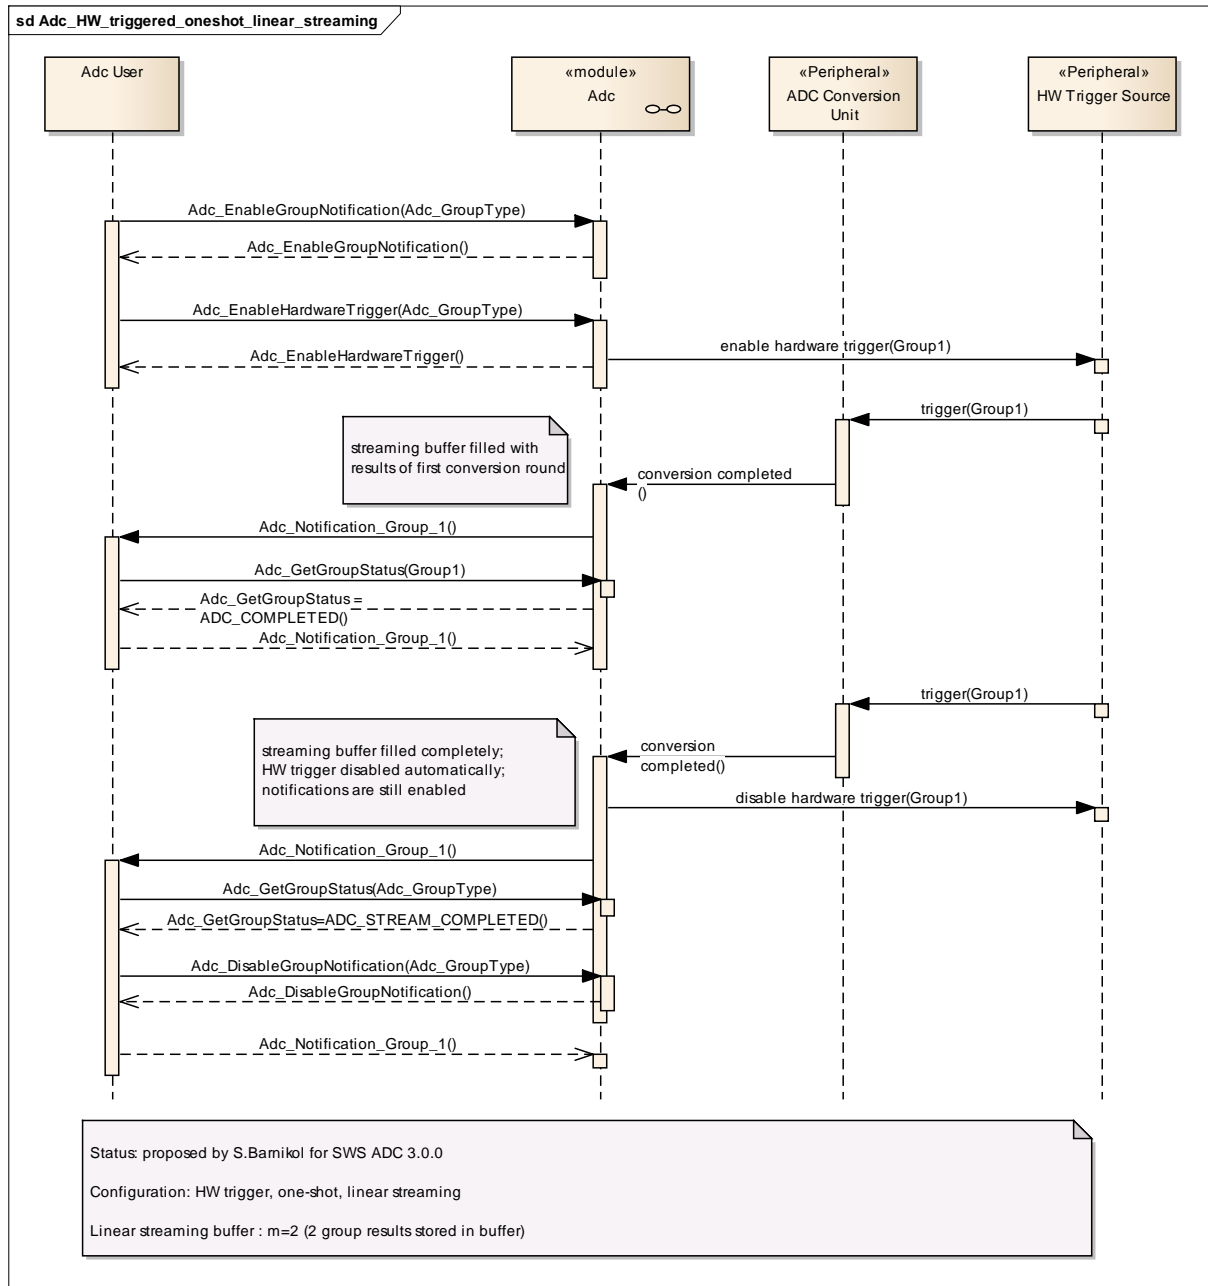 sd Adc_HW_triggered_oneshot_linear_streaming
Adc User
«module»
Adc
«Peripheral»
ADC Conversion
Unit
«Peripheral»
HW Trigger Source
Adc_EnableGroupNotification(Adc_GroupType)
Adc_EnableGroupNotification()
Adc_EnableHardwareTrigger(Adc_GroupType)
enable hardware trigger(Group1)
Adc_EnableHardwareTrigger()
trigger(Group1)
streaming buffer filled with
results of first conversion round
conversion completed
()
Adc_Notification_Group_1()
Adc_GetGroupStatus(Group1)
Adc_GetGroupStatus =
ADC_COMPLETED()
Adc_Notification_Group_1()
trigger(Group1)
streaming buffer filled completely;
HW trigger disabled automatically;
notifications are still enabled
conversion
completed()
disable hardware trigger(Group1)
Adc_Notification_Group_1()
Adc_GetGroupStatus(Adc_GroupType)
Adc_GetGroupStatus=ADC_STREAM_COMPLETED()
Adc_DisableGroupNotification(Adc_GroupType)
Adc_DisableGroupNotification()
Adc_Notification_Group_1()
Status: proposed by S.Barnikol for SWS ADC 3.0.0
Configuration: HW trigger, one-shot, linear streaming
Linear streaming buffer : m=2 (2 group results stored in buffer)